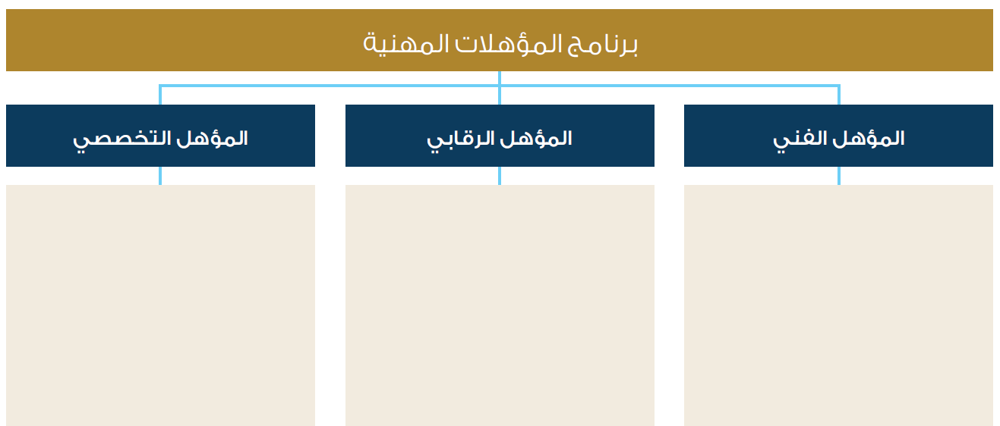 برنامج المؤهلات المهنية
المؤهل الفني
المؤهل الرقابي
المؤهل التخصصي